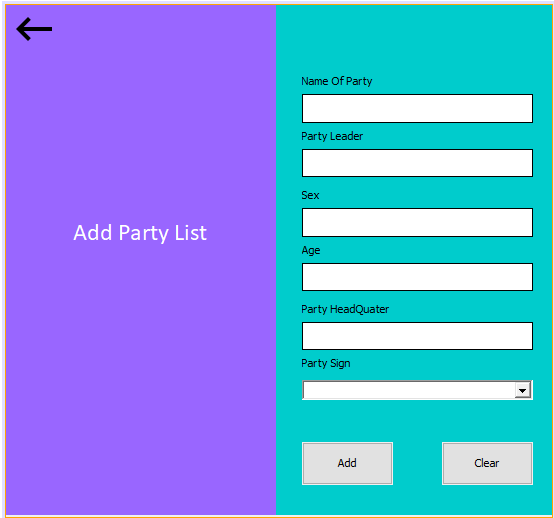 Add Party List
Name Of Party
Party Leader
Sex
Age
Party HeadQuater
Party Sign
Add
Clear